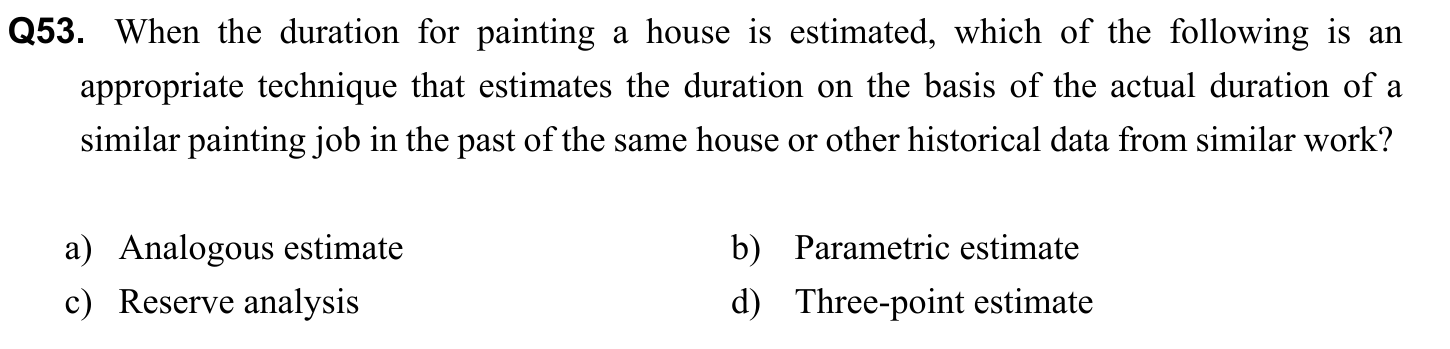 Q53. When the duration for painting a house is estimated, which of the following is an
appropriate technique that estimates the duration on the basis of the actual duration of a
similar painting job in the past of the same house or other historical data from similar work?
a) Analogous estimate b) Parametric estimate
c) Reserve analysis d) Three-point estimate